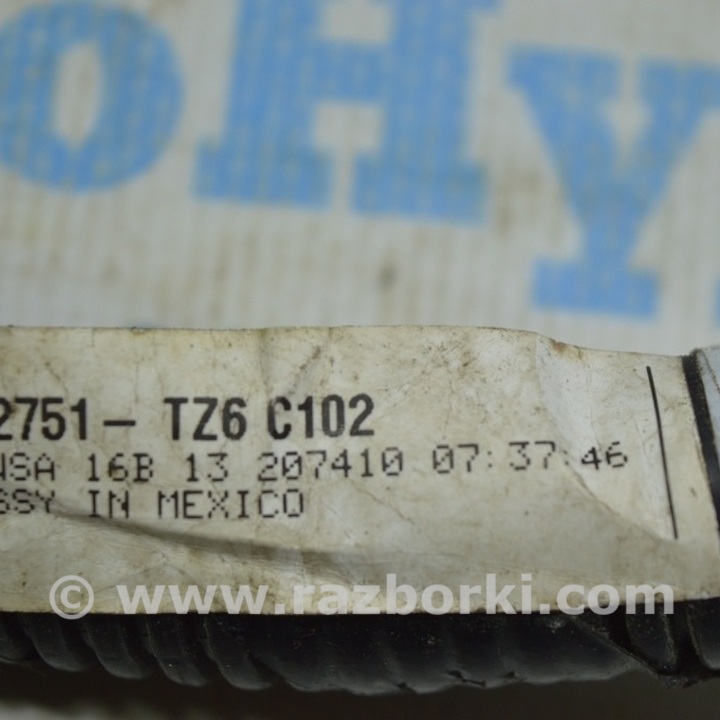 oHY
2751- TZ6 C102
NSA 16B 13 207410 07:37:46
SSY IN MEXICO
© www.razborki.com